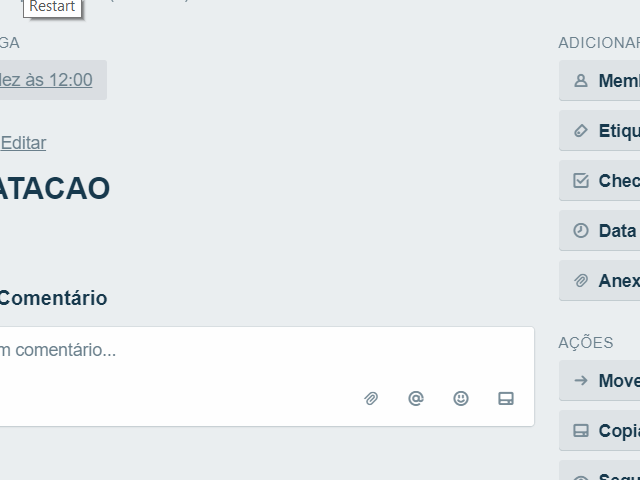 Restart
GA
dez às 12:00
Editar
ATACAO
Comentário
m comentário...
ADICIONAR
Memb
Etiqu
Chec
Data
Anex
AÇÕES
Move
Copia